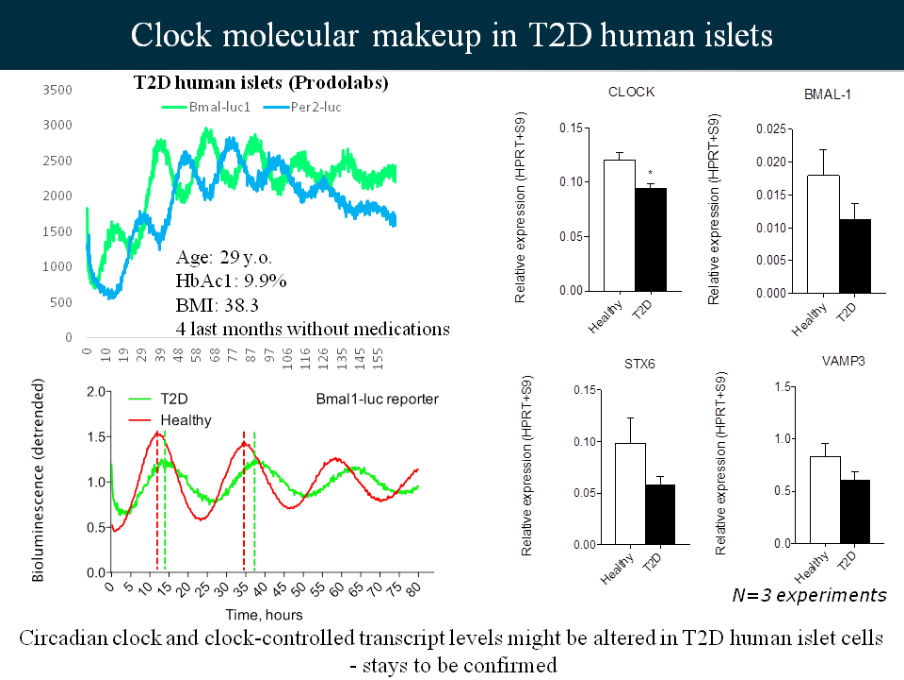 Clock molecular makeup in T2D human islets
T2D human islets (Prodolabs)
Bmal-luc1 Per2-luc
3500
3000
2500
2000
1500
1000
500
0
Age: 29 y.o.
HbAc1: 9.9%
BMI: 38.3
4 last months without medications
0 10 19 29 39 48 58 68 77 87 97 106 116 126 135 145 155
Bioluminescence (detrended)
2.0
1.5
1.0
0.5
0.0
T2D
Healthy
Bmal1-luc reporter
0 5 10 15 20 25 30 35 40 45 50 55 60 65 70 75 80
Time, hours
CLOCK
Relative expression (HPRT+S9)
0.15
0.10
0.05
0.00
*
Healthy T2D
BMAL-1
Relative expression (HPRT+S9)
0.025
0.020
0.015
0.010
0.005
0.000
Healthy T2D
STX6
Relative expression (HPRT+S9)
0.15
0.10
0.05
0.00
Healthy T2D
VAMP3
Relative expression (HPRT+S9)
1.5
1.0
0.5
0.0
Healthy T2D
N=3 experiments
Circadian clock and clock-controlled transcript levels might be altered in T2D human islet cells
- stays to be confirmed